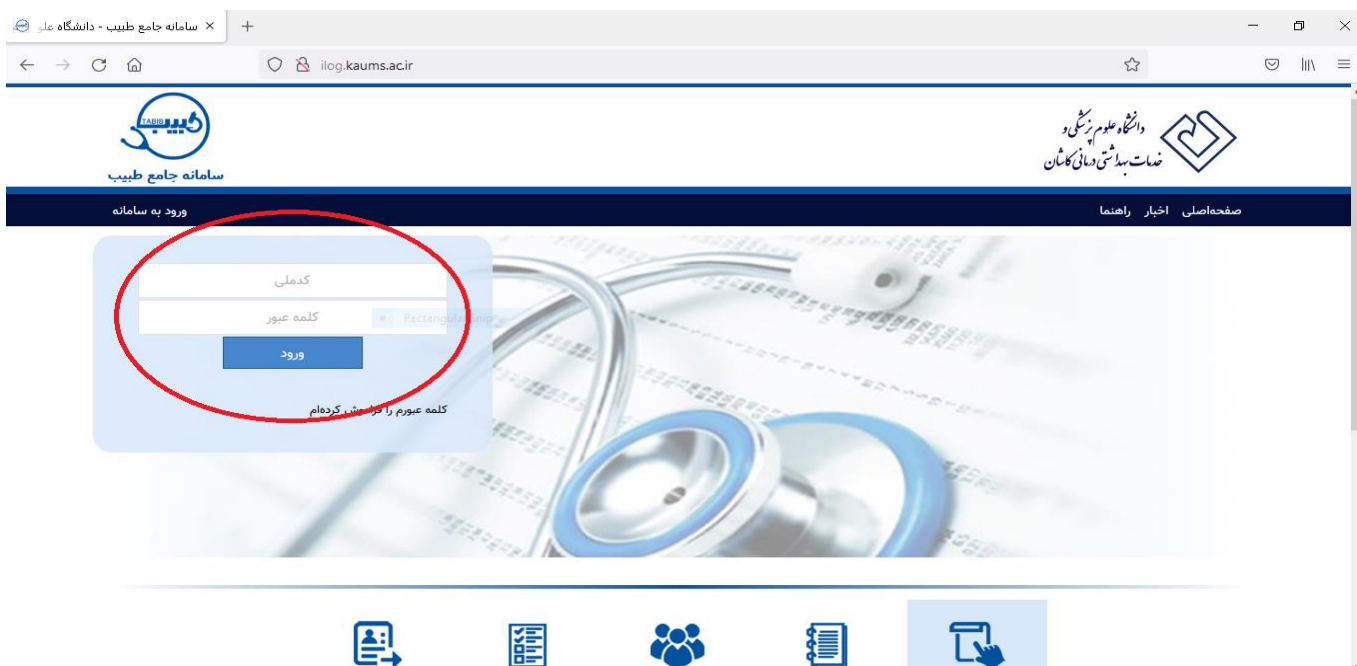 سامانه جامع طبیب - دانشگاه علو
ilog.kaums.ac.ir
دانشگاه علوم پزشکی و
خدمات بهداشتی درمانی کاشان
طبیب
TABIB
سامانه جامع طبیب
صفحه‌اصلی اخبار راهنما
ورود به سامانه
کدملی
کلمه عبور
Rectangular Snip
ورود
کلمه عبورم را فراموش کرده‌ام